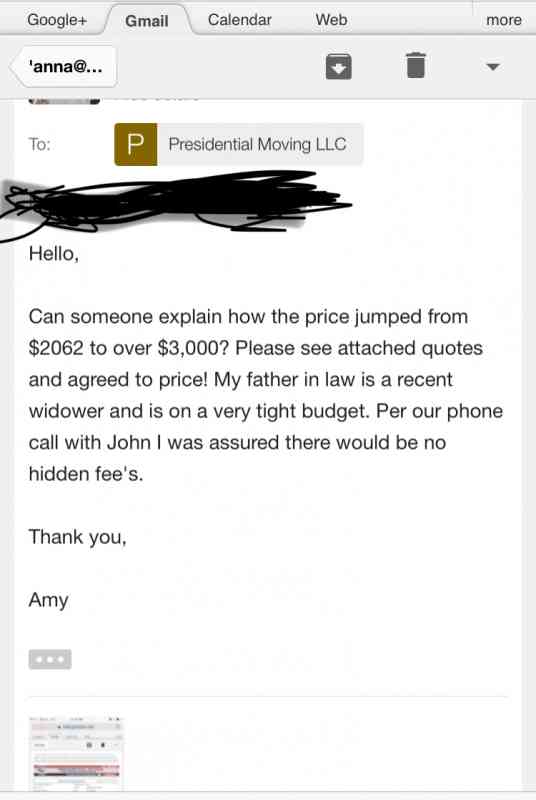 Google+ Gmail Calendar Web more
'anna@...
To: P Presidential Moving LLC
Hello,
Can someone explain how the price jumped from
$2062 to over $3,000? Please see attached quotes
and agreed to price! My father in law is a recent
widower and is on a very tight budget. Per our phone
call with John I was assured there would be no
hidden fee's.
Thank you,
Amy